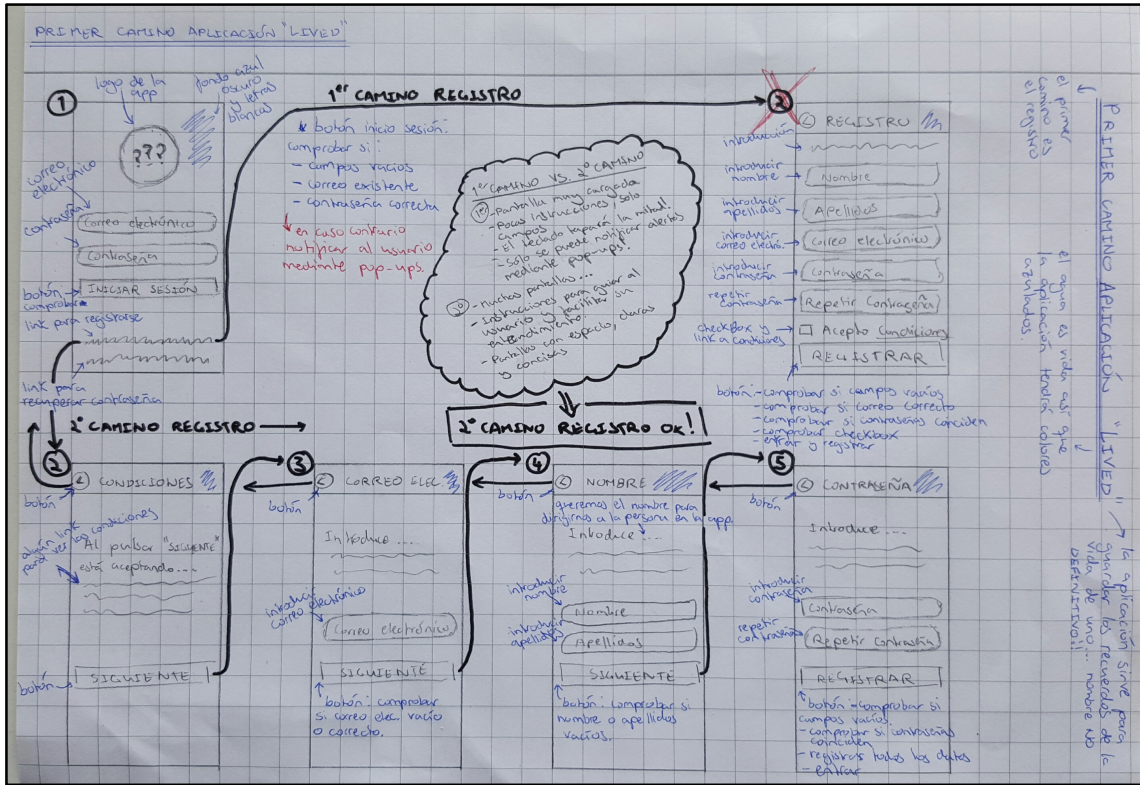 PRIMER CAMINO APLICACIÓN "LIVED"
1
logo de la
app
fondo azul
oscuro
y letras
blancas
???
correo
electrónico
contraseña
Correo electrónico
Contraseña
INICIAR SESIÓN
botón
comprobar
link para registrarse
link para
recuperar contraseña
1er CAMINO REGISTRO
* botón inicio sesión:
comprobar si:
- campos vacíos
- correo existente
- contraseña correcta
en caso contrario
notificar al usuario
mediante pop-ups.
1er CAMINO VS. 2º CAMINO
1º - Pantalla muy cargada
- Pocas instrucciones, solo
campos
- El teclado tapará la mitad!
- Solo se puede notificar alertas
mediante pop-ups!
2º - muchas pantallas...
- Instrucciones para guiar al
usuario y facilitar su
entendimiento.
- Pantallas con espacio, claras
y concisas
2º CAMINO REGISTRO OK!
2
< REGISTRO
introducción
introducir
nombre
Nombre
introducir
apellidos
Apellidos
introducir
correo electró.
Correo electrónico
introducir
contraseña
Contraseña
repetir
contraseña
Repetir Contraseña
checkBox y
link a condiciones
Acepto Condiciones
REGISTRAR
botón: - comprobar si campos vacíos
- comprobar si correo correcto
- comprobar si contraseñas coinciden
- comprobar checkbox
- entrar y registrar
2º CAMINO REGISTRO
2
< CONDICIONES
botón
algún link
para ver las condiciones
Al pulsar "SIGUIENTE"
está aceptando...
botón
SIGUIENTE
3
< CORREO ELEC.
botón
Introduce...
introducir
correo electrónico
Correo electrónico
SIGUIENTE
botón: comprobar
si correo elec. vacío
o correcto.
4
< NOMBRE
botón
queremos el nombre para
dirigirnos a la persona en la app.
Introduce...
introducir
nombre
Nombre
introducir
apellidos
Apellidos
SIGUIENTE
botón: comprobar si
nombre o apellidos
vacíos.
5
< CONTRASEÑA
botón
Introduce...
introducir
contraseña
Contraseña
repetir
contraseña
Repetir Contraseña
REGISTRAR
botón - comprobar si
campos vacíos.
- comprobar si contraseñas
coinciden
- registrar todos los datos
- entrar
PRIMER CAMINO APLICACIÓN "LIVED"
el primer
camino es
el registro
el agua es vida así que
la aplicación tendrá colores
azulados.
la aplicación sirve para
guardar los recuerdos de la
vida de uno... nombre NO
DEFINITIVO!!